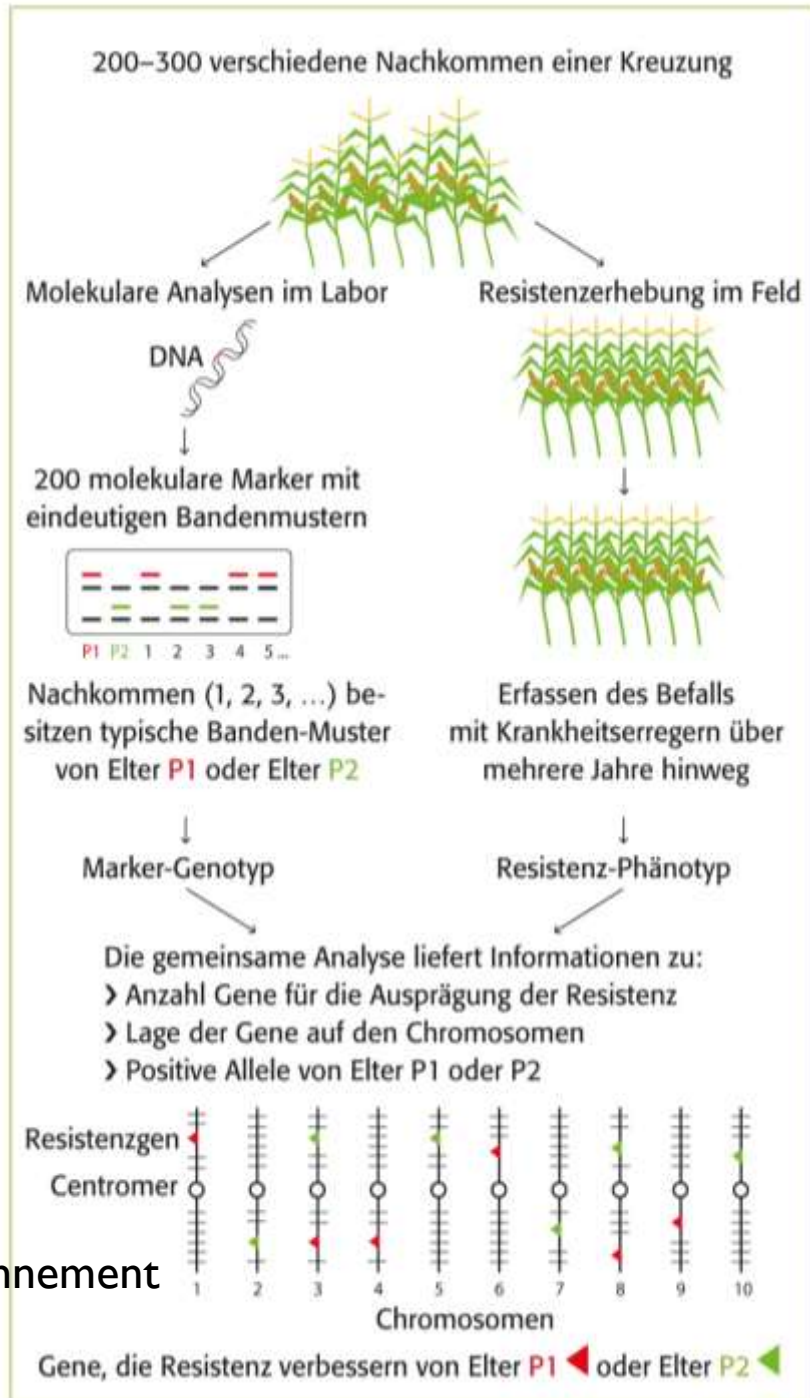 200–300 verschiedene Nachkommen einer Kreuzung
Molekulare Analysen im Labor
Resistenzerhebung im Feld
DNA
200 molekulare Marker mit
eindeutigen Bandenmustern
P1 P2 1 2 3 4 5 ...
Nachkommen (1, 2, 3, ...) be-
sitzen typische Banden-Muster
von Elter P1 oder Elter P2
Erfassen des Befalls
mit Krankheitserregern über
mehrere Jahre hinweg
Marker-Genotyp
Resistenz-Phänotyp
Die gemeinsame Analyse liefert Informationen zu:
❯ Anzahl Gene für die Ausprägung der Resistenz
❯ Lage der Gene auf den Chromosomen
❯ Positive Allele von Elter P1 oder P2
Resistenzgen
Centromer
nnement
1 2 3 4 5 6 7 8 9 10
Chromosomen
Gene, die Resistenz verbessern von Elter P1 ◀ oder Elter P2 ◀